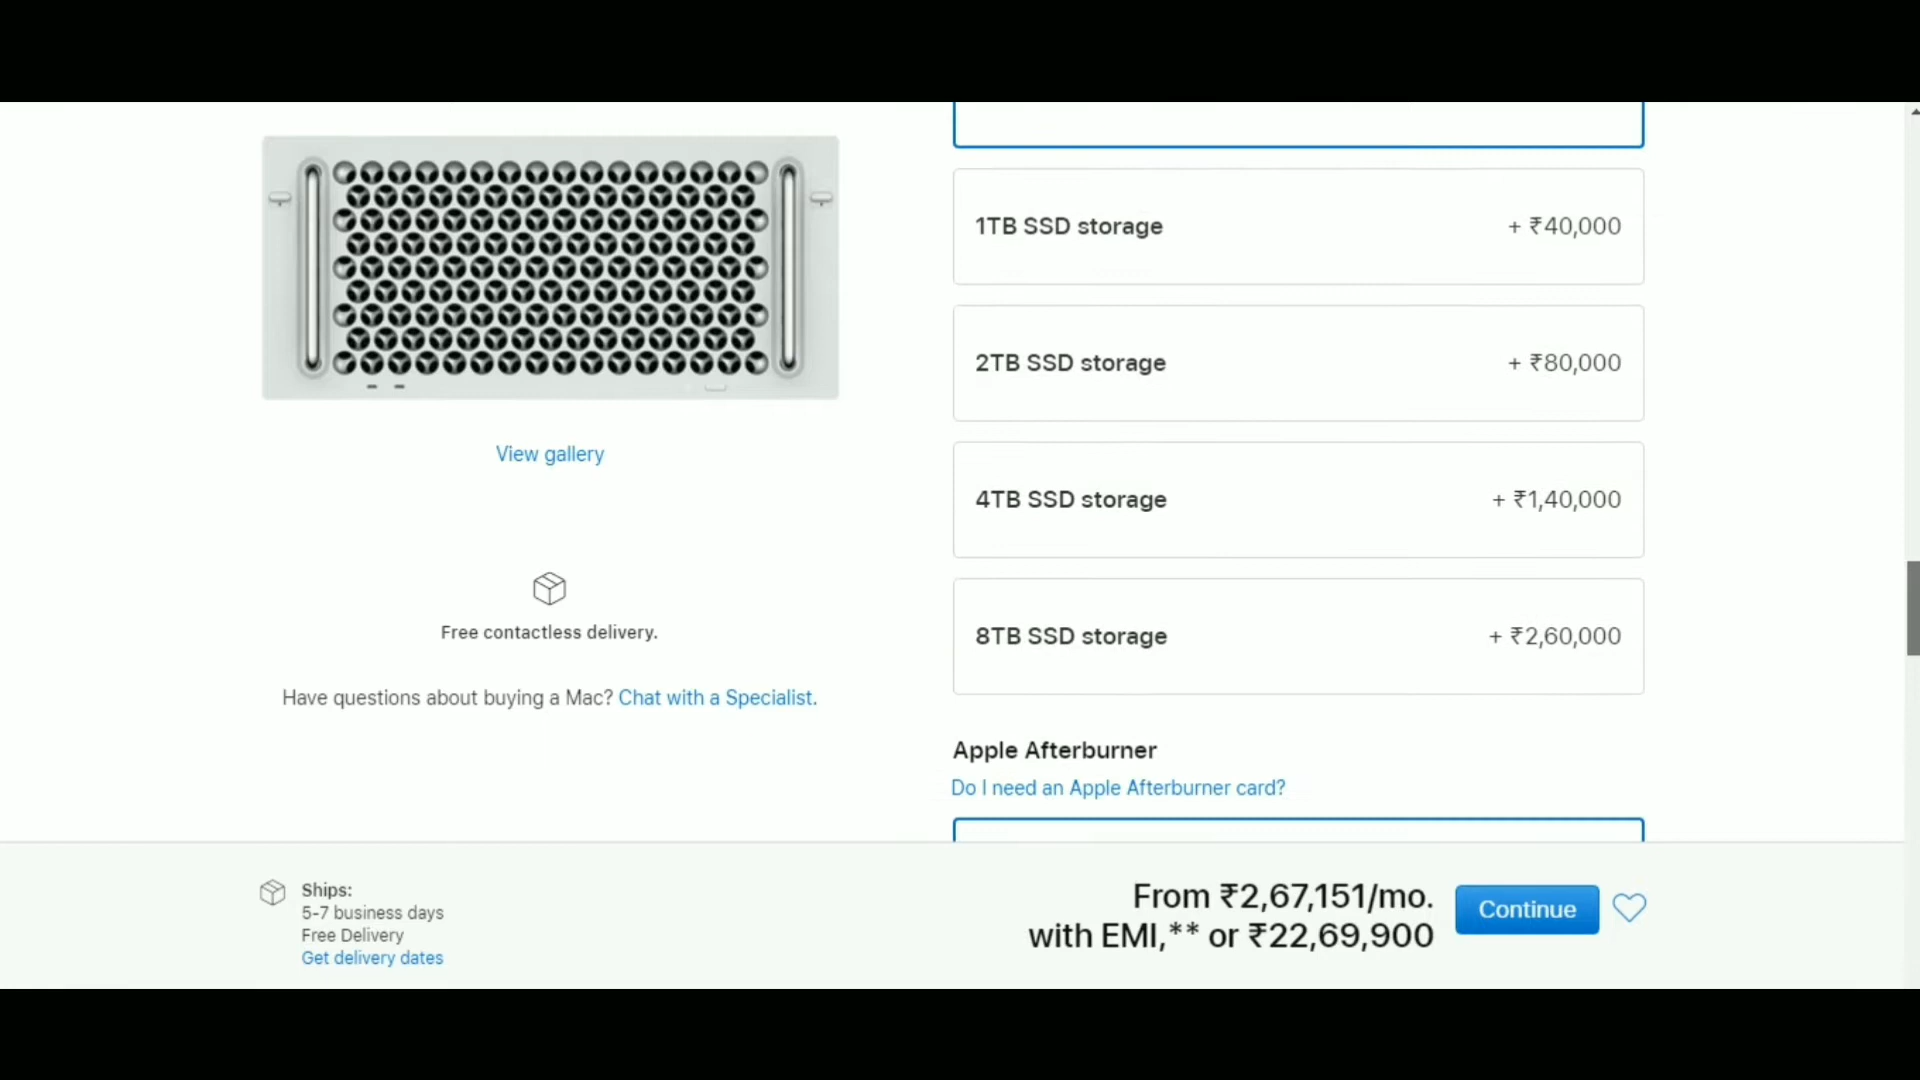 1TB SSD storage + ₹40,000
2TB SSD storage + ₹80,000
View gallery
4TB SSD storage + ₹1,40,000
Free contactless delivery.
8TB SSD storage + ₹2,60,000
Have questions about buying a Mac? Chat with a Specialist.
Apple Afterburner
Do I need an Apple Afterburner card?
Ships:
5-7 business days
Free Delivery
Get delivery dates
From ₹2,67,151/mo.
with EMI,** or ₹22,69,900
Continue